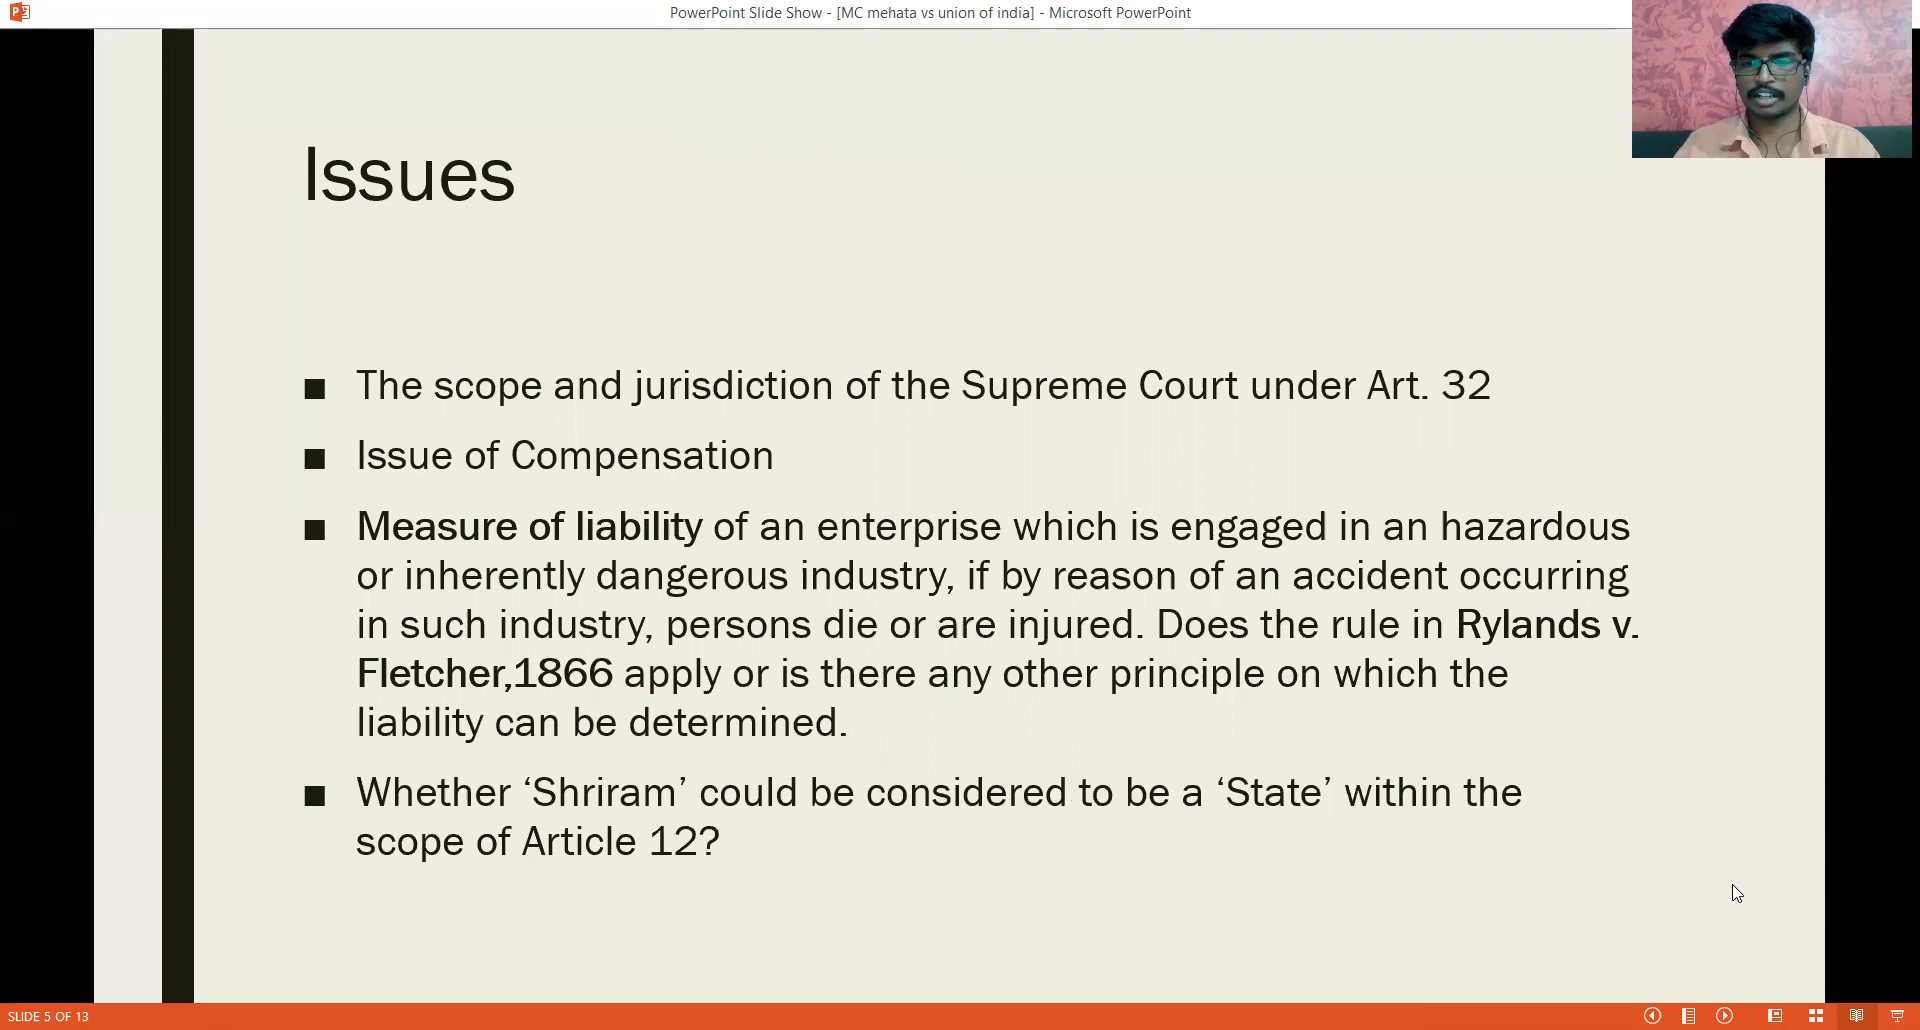 PowerPoint Slide Show - [MC mehata vs union of india] - Microsoft PowerPoint
Issues
■ The scope and jurisdiction of the Supreme Court under Art. 32
■ Issue of Compensation
■ Measure of liability of an enterprise which is engaged in an hazardous
or inherently dangerous industry, if by reason of an accident occurring
in such industry, persons die or are injured. Does the rule in Rylands v.
Fletcher,1866 apply or is there any other principle on which the
liability can be determined.
■ Whether ‘Shriram’ could be considered to be a ‘State’ within the
scope of Article 12?
SLIDE 5 OF 13